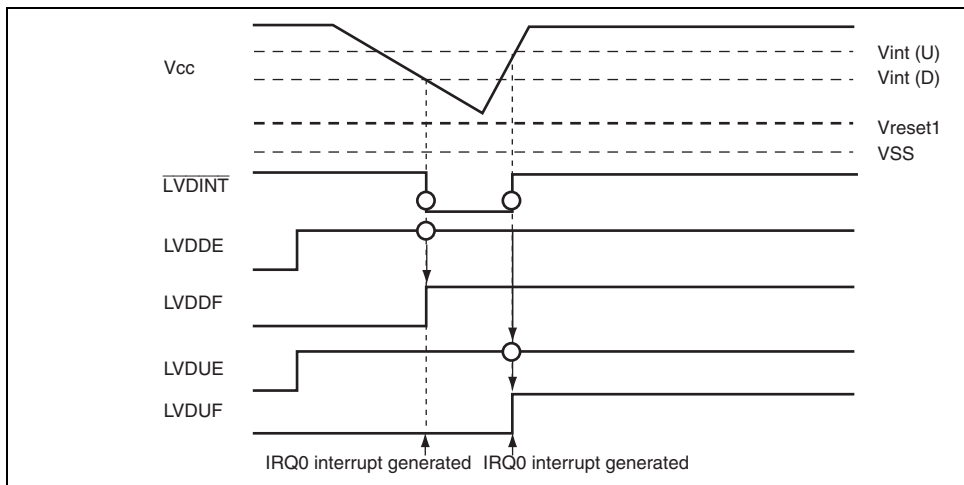 Vcc
Vint (U)
Vint (D)
Vreset1
VSS
LVDINT
LVDDE
LVDDF
LVDUE
LVDUF
IRQ0 interrupt generated IRQ0 interrupt generated